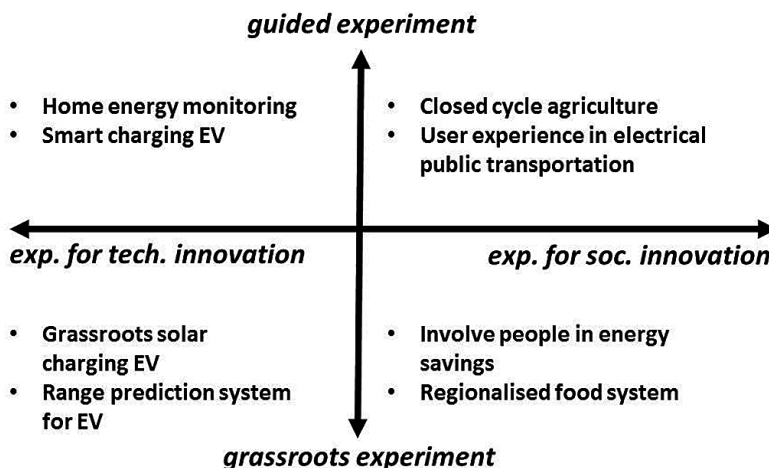 guided experiment
• Home energy monitoring
• Smart charging EV
• Closed cycle agriculture
• User experience in electrical
public transportation
exp. for tech. innovation
exp. for soc. innovation
• Grassroots solar
charging EV
• Range prediction system
for EV
• Involve people in energy
savings
• Regionalised food system
grassroots experiment